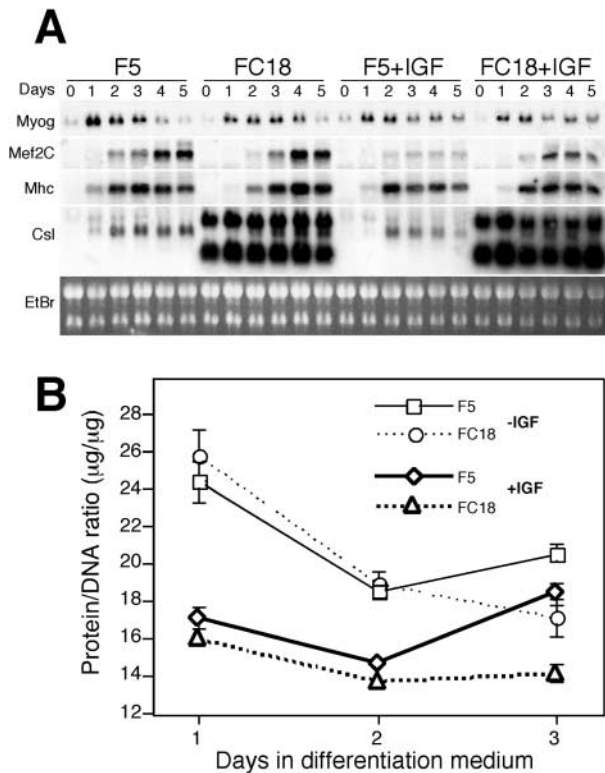 A
F5 FC18 F5+IGF FC18+IGF
Days 0 1 2 3 4 5 0 1 2 3 4 5 0 1 2 3 4 5 0 1 2 3 4 5
Myog
Mef2C
Mhc
Csl
EtBr
B
Protein/DNA ratio (µg/µg)
28
26
24
22
20
18
16
14
12
F5
FC18
-IGF
F5
FC18
+IGF
1 2 3
Days in differentiation medium